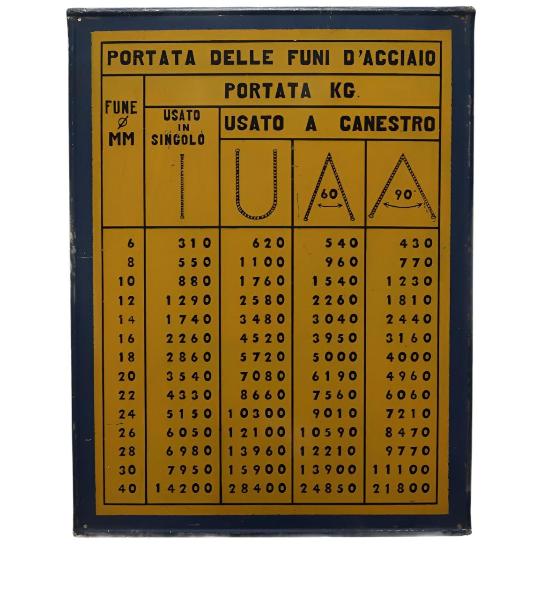 PORTATA DELLE FUNI D'ACCIAIO
PORTATA KG.
FUNE Ø MM
USATO IN SINGOLO
USATO A CANESTRO
60° 90°
6 310 620 540 430
8 550 1100 960 770
10 880 1760 1540 1230
12 1290 2580 2260 1810
14 1740 3480 3040 2440
16 2260 4520 3950 3160
18 2860 5720 5000 4000
20 3540 7080 6190 4960
22 4330 8660 7560 6060
24 5150 10300 9010 7210
26 6050 12100 10590 8470
28 6980 13960 12210 9770
30 7950 15900 13900 11100
40 14200 28400 24850 21800